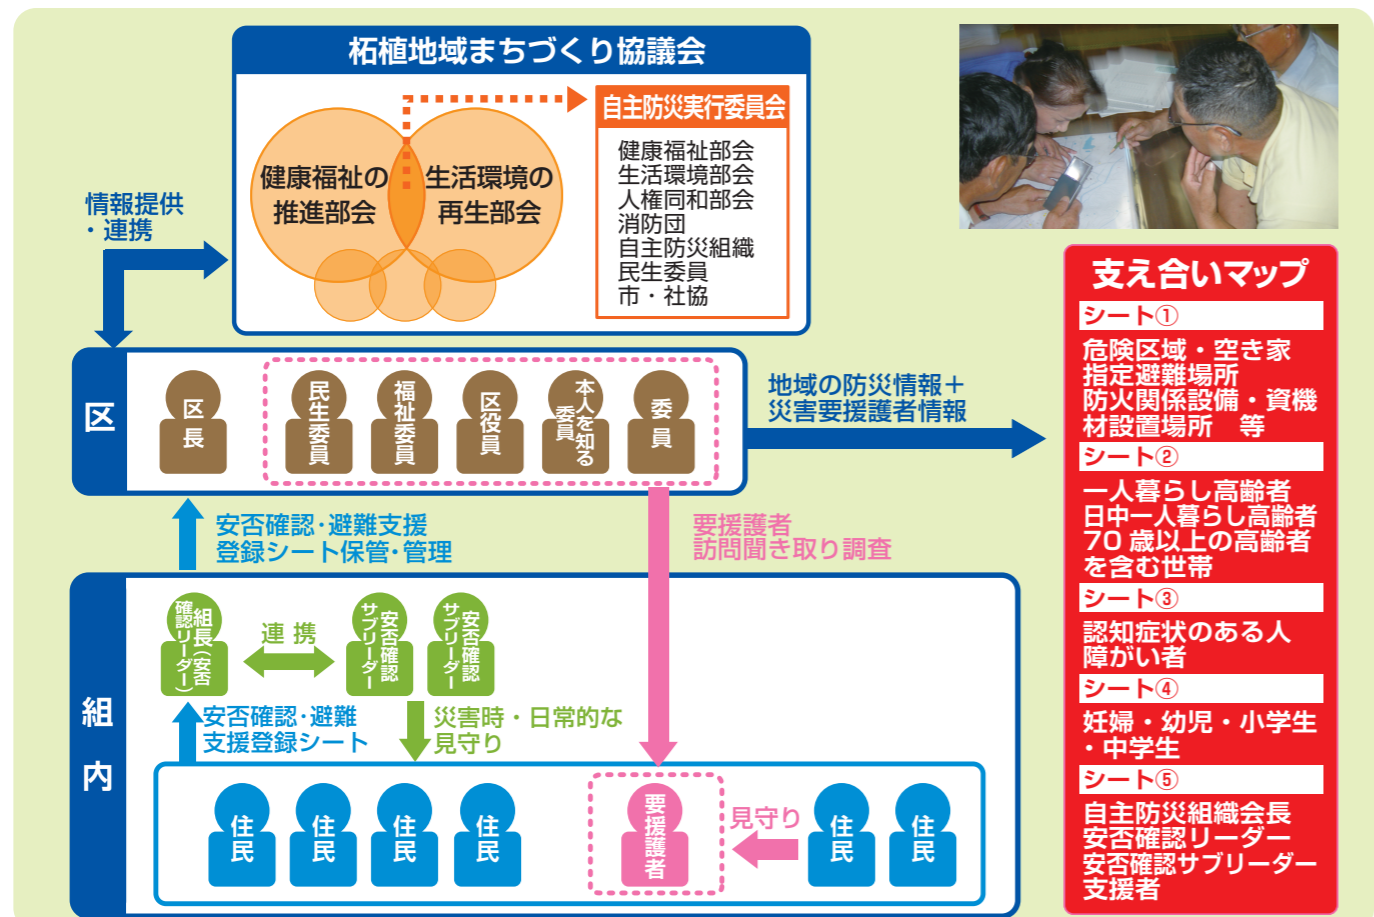 柘植地域まちづくり協議会
健康福祉の
推進部会
生活環境の
再生部会
自主防災実行委員会
健康福祉部会
生活環境部会
人権同和部会
消防団
自主防災組織
民生委員
市・社協
情報提供
・連携
区
区長
民生委員
福祉委員
区役員
本人を知る
委員
委員
地域の防災情報＋
災害要援護者情報
安否確認・避難支援
登録シート保管・管理
要援護者
訪問聞き取り調査
組内
組長（安否
確認リーダー）
連携
安否確認
サブリーダー
安否確認
サブリーダー
安否確認・避難
支援登録シート
災害時・日常的な
見守り
住民
住民
住民
住民
要援護者
見守り
住民
住民
支え合いマップ
シート①
危険区域・空き家
指定避難場所
防火関係設備・資機
材設置場所　等
シート②
一人暮らし高齢者
日中一人暮らし高齢者
70 歳以上の高齢者
を含む世帯
シート③
認知症状のある人
障がい者
シート④
妊婦・幼児・小学生
・中学生
シート⑤
自主防災組織会長
安否確認リーダー
安否確認サブリーダー
支援者